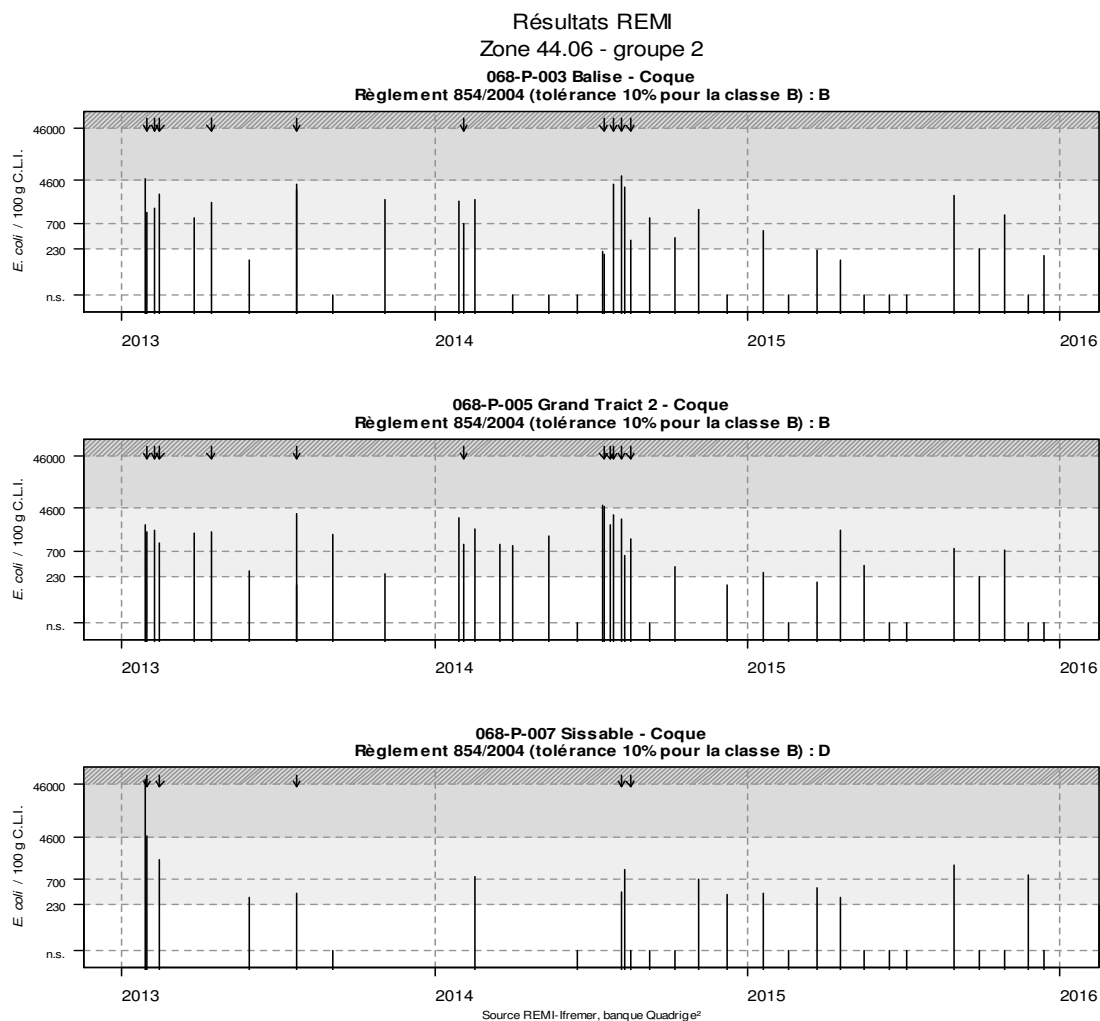 Résultats REMI
Zone 44.06 - groupe 2
068-P-003 Balise - Coque
Règlement 854/2004 (tolérance 10% pour la classe B) : B
E. coli / 100 g C.L.I.
46000
4600
700
230
n.s.
2013 2014 2015 2016
068-P-005 Grand Traict 2 - Coque
Règlement 854/2004 (tolérance 10% pour la classe B) : B
E. coli / 100 g C.L.I.
46000
4600
700
230
n.s.
2013 2014 2015 2016
068-P-007 Sissable - Coque
Règlement 854/2004 (tolérance 10% pour la classe B) : D
E. coli / 100 g C.L.I.
46000
4600
700
230
n.s.
2013 2014 2015 2016
Source REMI-Ifremer, banque Quadrige²